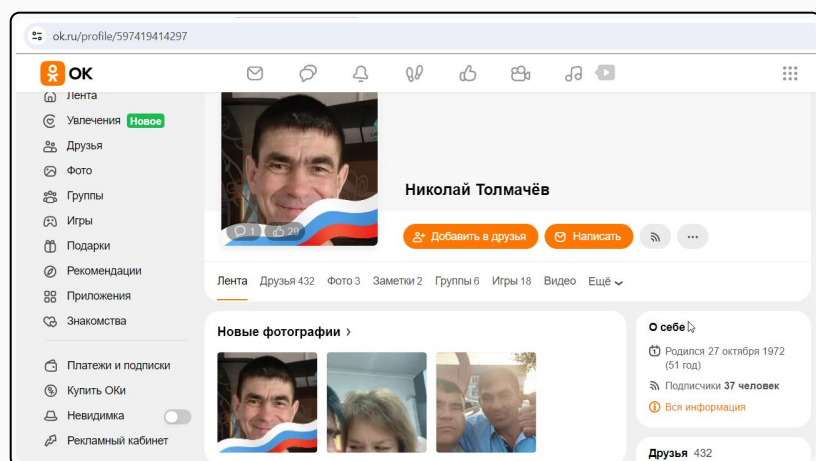 ok.ru/profile/597419414297
OK
Лента
Увлечения Новое
Друзья
Фото
Группы
Игры
Подарки
Рекомендации
Приложения
Знакомства
Платежи и подписки
Купить ОКи
Невидимка
Рекламный кабинет
1 29
Николай Толмачёв
Добавить в друзья Написать
Лента Друзья 432 Фото 3 Заметки 2 Группы 6 Игры 18 Видео Ещё
Новые фотографии
О себе
Родился 27 октября 1972
(51 год)
Подписчики 37 человек
Вся информация
Друзья 432